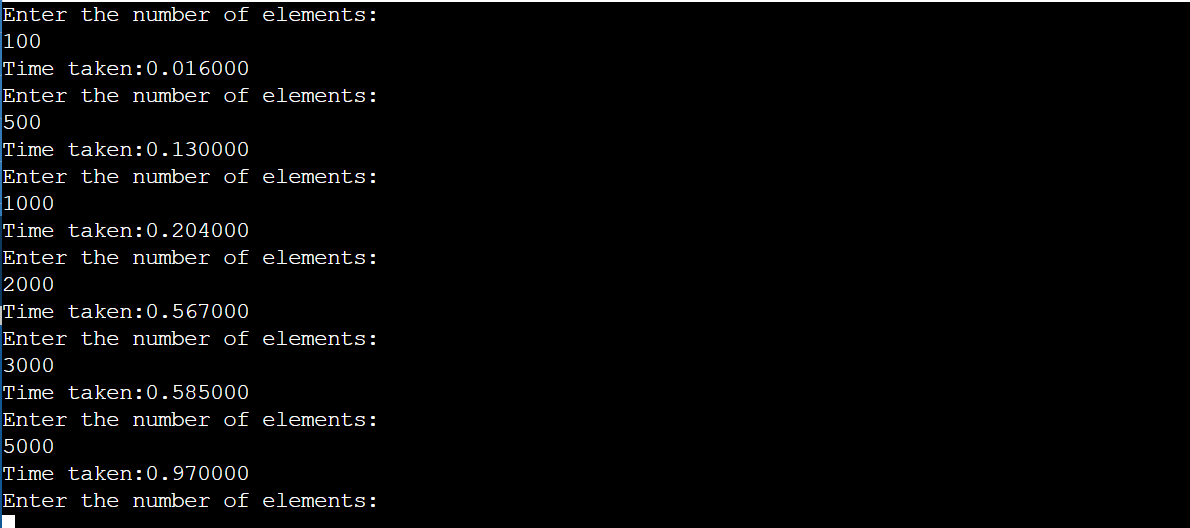 Enter the number of elements:
100
Time taken:0.016000
Enter the number of elements:
500
Time taken:0.130000
Enter the number of elements:
1000
Time taken:0.204000
Enter the number of elements:
2000
Time taken:0.567000
Enter the number of elements:
3000
Time taken:0.585000
Enter the number of elements:
5000
Time taken:0.970000
Enter the number of elements: